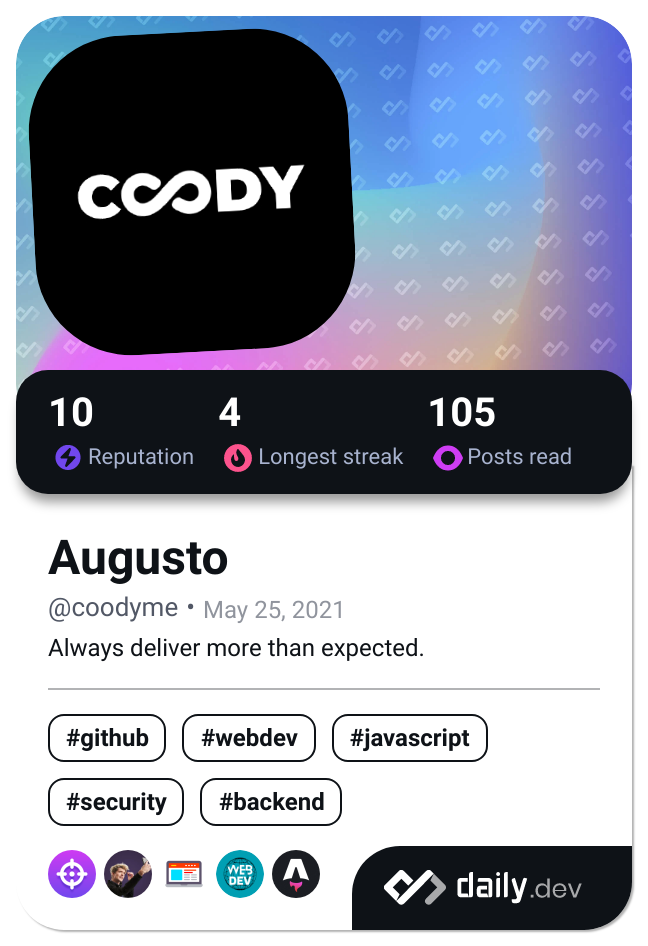 COODY
10 4 105
Reputation Longest streak Posts read
Augusto
@coodyme • May 25, 2021
Always deliver more than expected.
#github #webdev #javascript
#security #backend
WEB
DEV
daily.dev